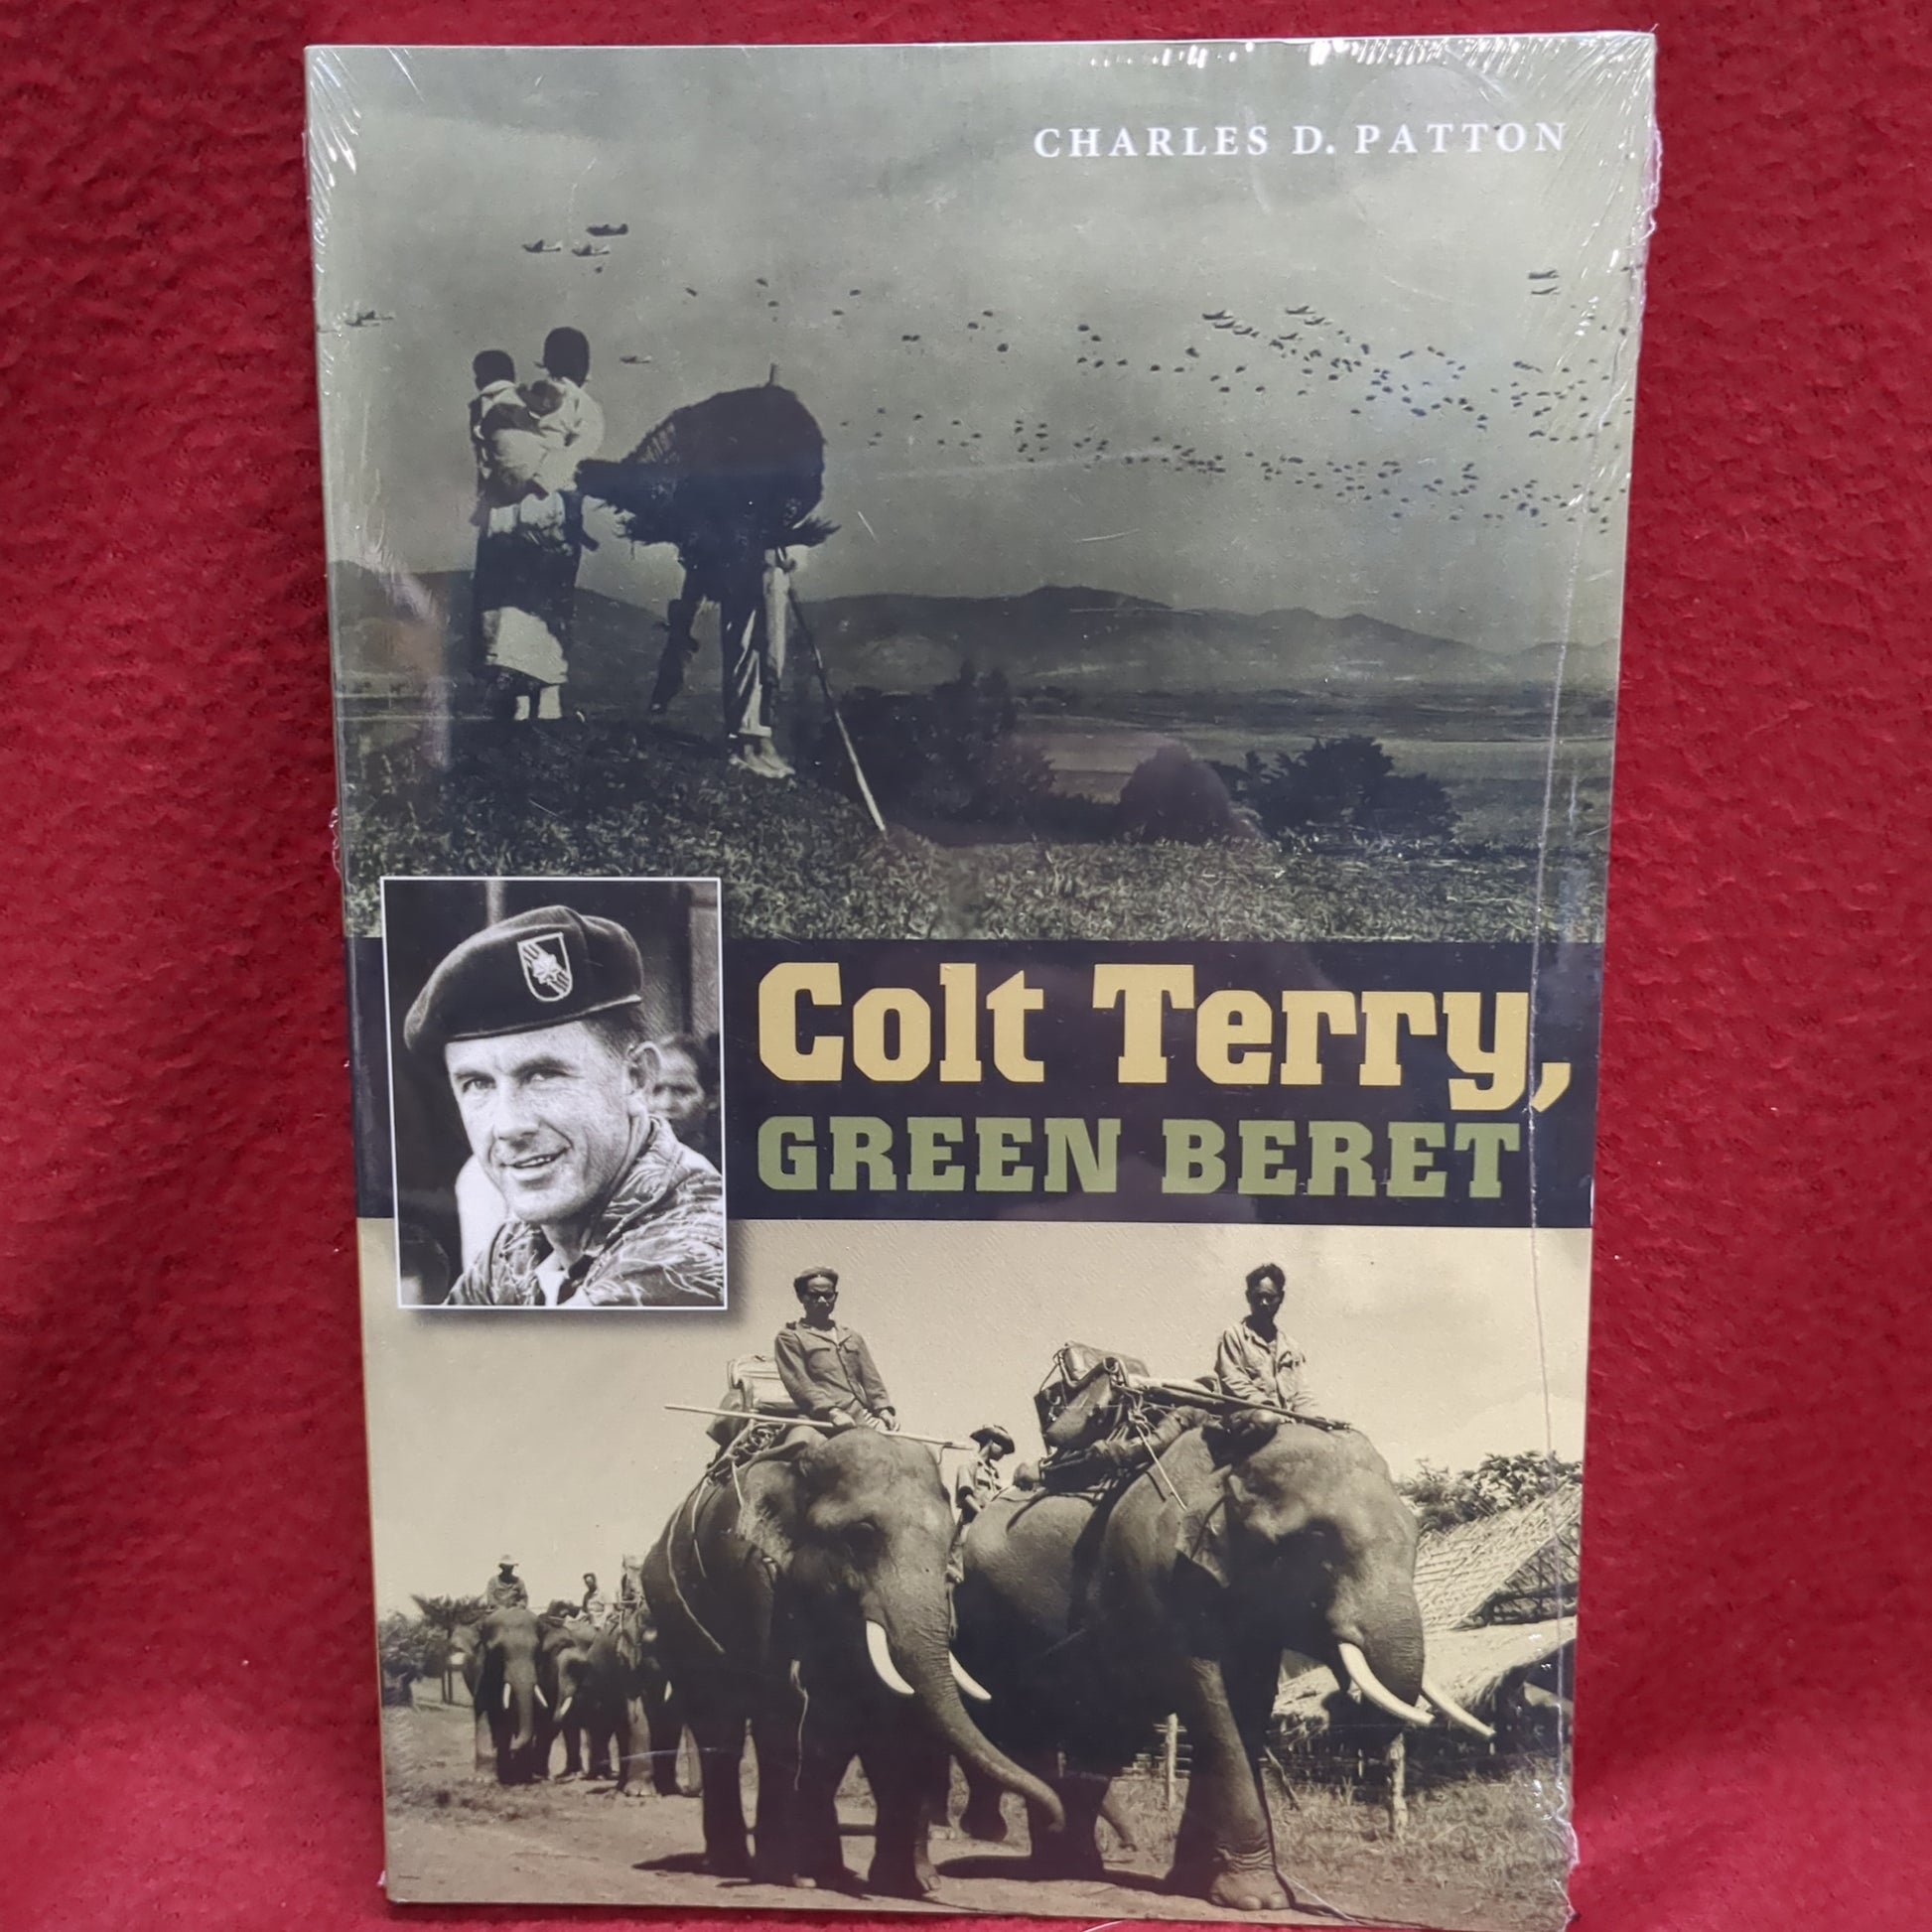 CHARLES D. PATTON
Colt Terry,
GREEN BERET